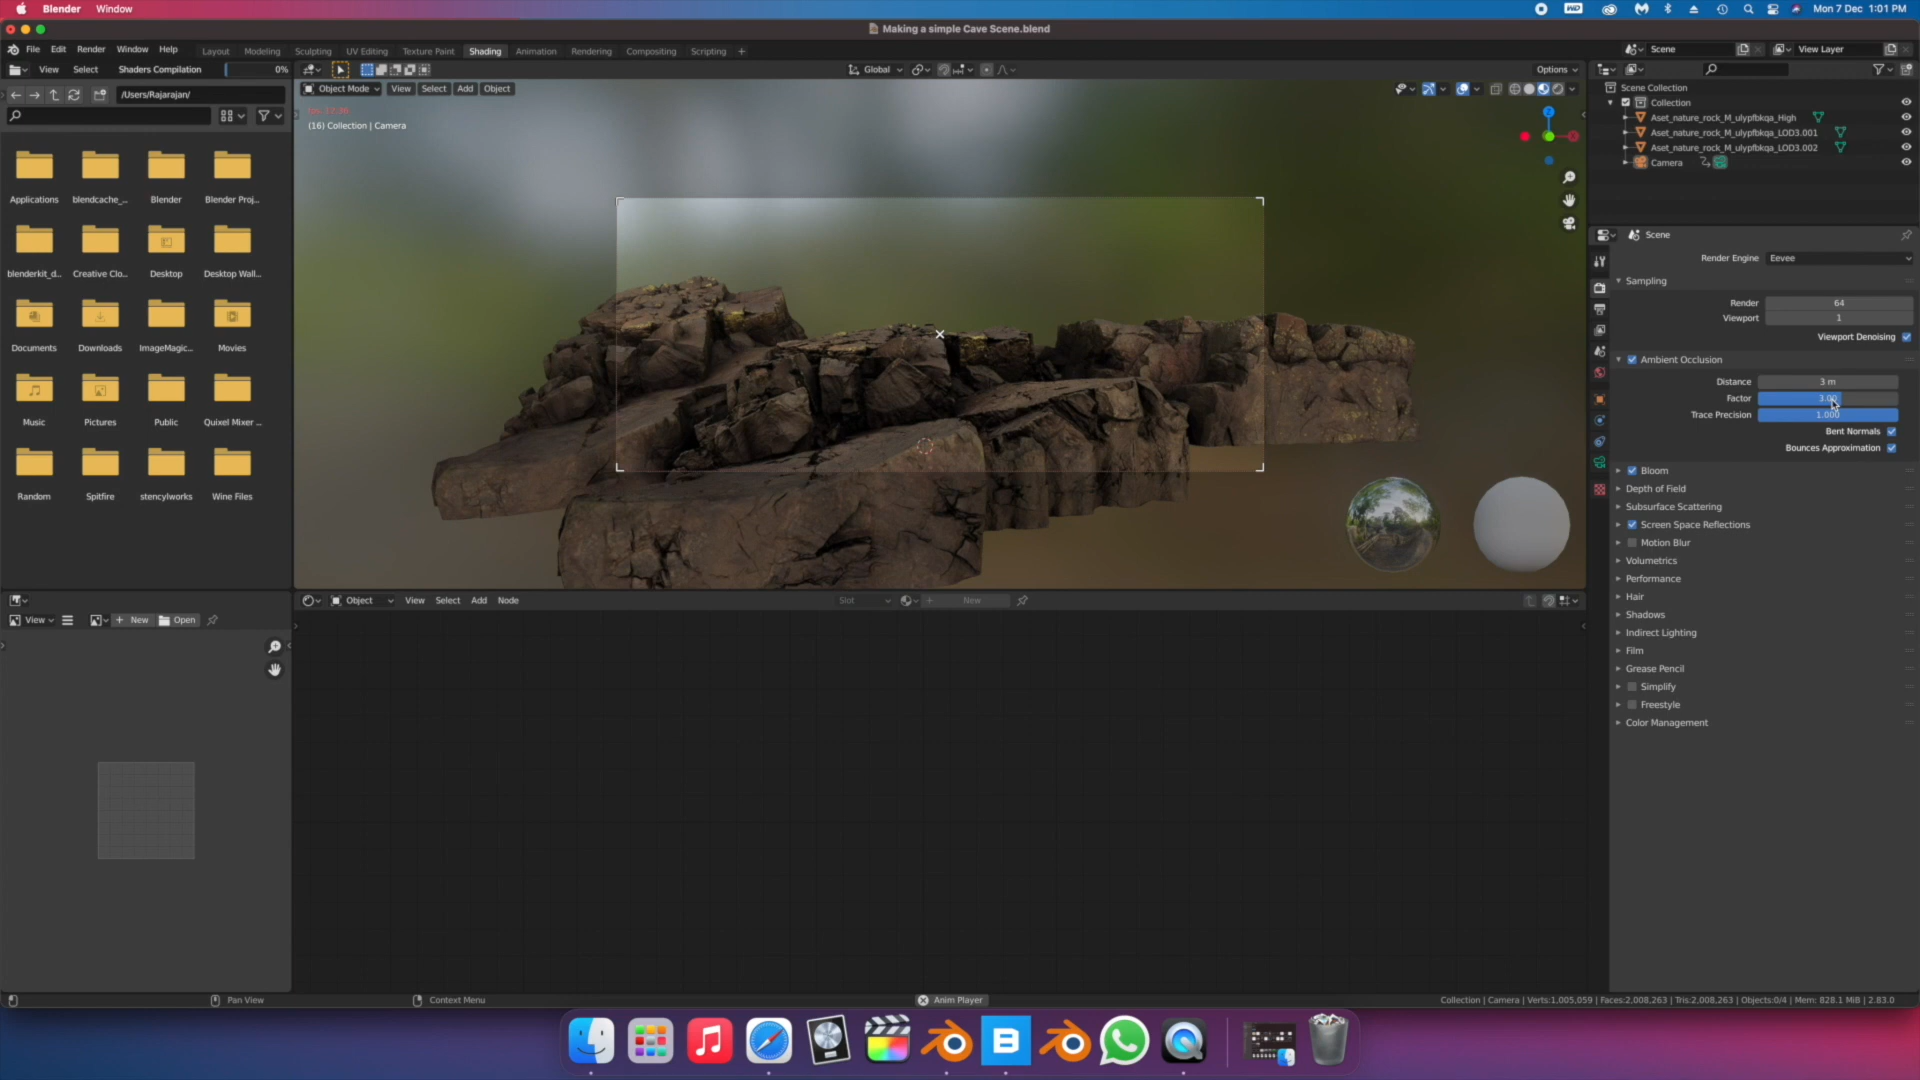 Blender Window
Mon 7 Dec 1:01 PM
Making a simple Cave Scene.blend
File Edit Render Window Help Layout Modeling Sculpting UV Editing Texture Paint Shading Animation Rendering Compositing Scripting +
Scene View Layer
View Select Shaders Compilation 0%
Global Options
/Users/Rajarajan/
Object Mode View Select Add Object
(16) Collection | Camera
Scene Collection
Collection
Aset_nature_rock_M_ulypfbkqa_High
Aset_nature_rock_M_ulypfbkqa_LOD3.001
Aset_nature_rock_M_ulypfbkqa_LOD3.002
Camera
Applications blendcache_... Blender Blender Proj...
blenderkit_d... Creative Clo... Desktop Desktop Wall...
Documents Downloads ImageMagic... Movies
Music Pictures Public Quixel Mixer ...
Random Spitfire stencylworks Wine Files
Scene
Render Engine Eevee
Sampling
Render 64
Viewport 1
Viewport Denoising
Ambient Occlusion
Distance 3 m
Factor 3.00
Trace Precision 1.000
Bent Normals
Bounces Approximation
Bloom
Depth of Field
Subsurface Scattering
Screen Space Reflections
Motion Blur
Volumetrics
Performance
Hair
Shadows
Indirect Lighting
Film
Grease Pencil
Simplify
Freestyle
Color Management
Object View Select Add Node Slot New
View New Open
Pan View Context Menu Anim Player Collection | Camera | Verts:1,005,059 | Faces:2,008,263 | Tris:2,008,263 | Objects:0/4 | Mem: 828.1 MiB | 2.83.0